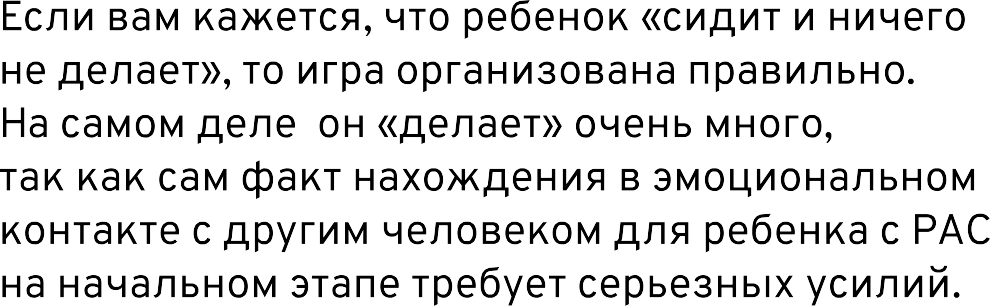 Если вам кажется, что ребенок «сидит и ничего
не делает», то игра организована правильно.
На самом деле  он «делает» очень много,
так как сам факт нахождения в эмоциональном
контакте с другим человеком для ребенка с РАС
на начальном этапе требует серьезных усилий.